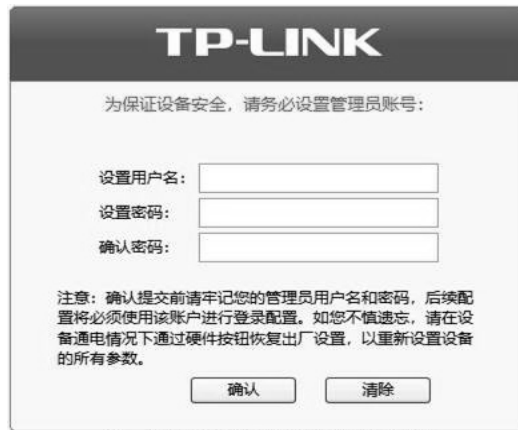 TP-LINK
为保证设备安全，请务必设置管理员账号：
设置用户名：
设置密码：
确认密码：
注意：确认提交前请牢记您的管理员用户名和密码，后续配
置将必须使用该账户进行登录配置。如您不慎遗忘，请在设
备通电情况下通过硬件按钮恢复出厂设置，以重新设置设备
的所有参数。
确认 清除